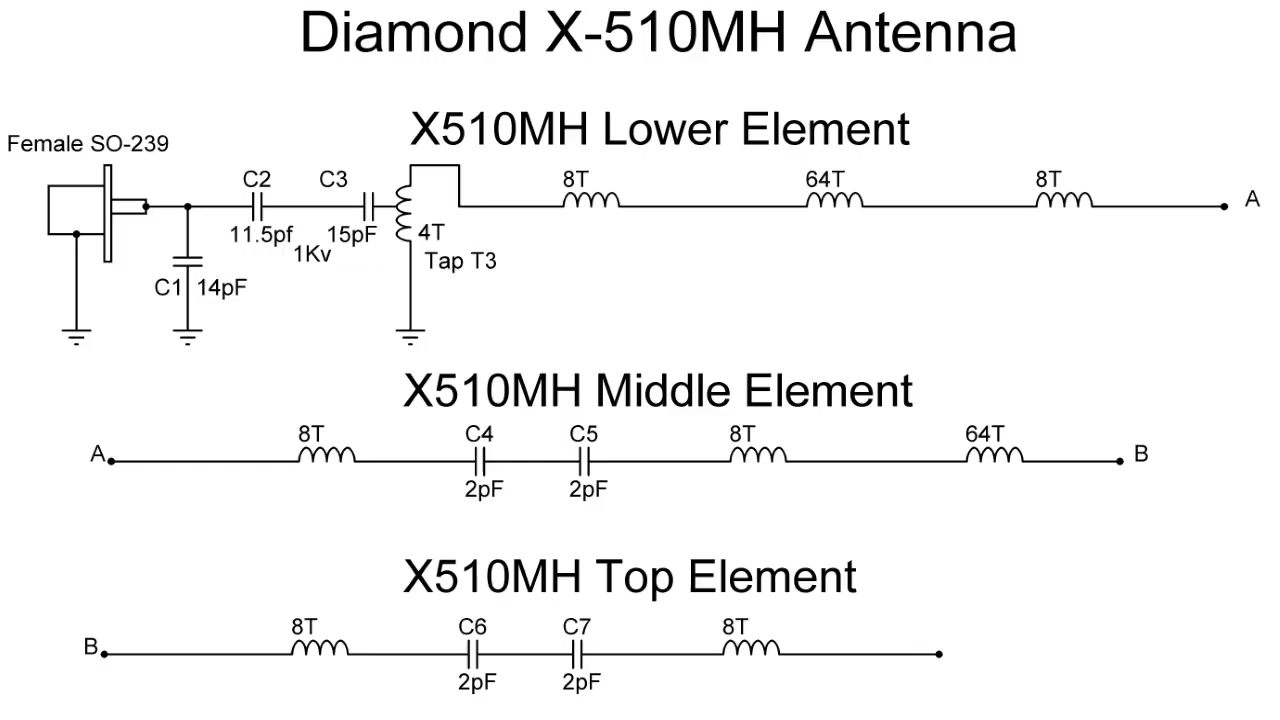 Diamond X-510MH Antenna
X510MH Lower Element
Female SO-239
C2 C3 8T 64T 8T A
11.5pf 15pF 4T
1Kv
Tap T3
C1 14pF
X510MH Middle Element
8T C4 C5 8T 64T
A B
2pF 2pF
X510MH Top Element
8T C6 C7 8T
B
2pF 2pF